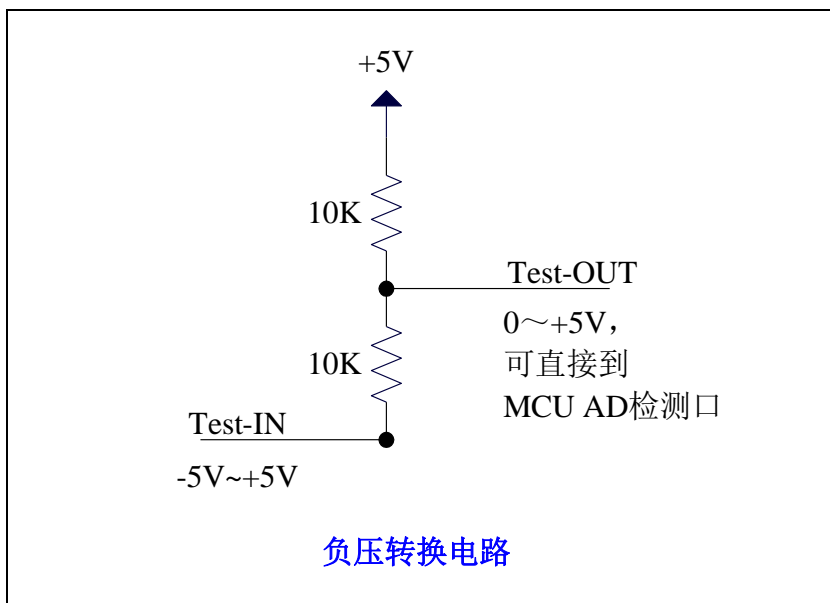 +5V
10K
Test-OUT
0～+5V，
可直接到
MCU AD检测口
10K
Test-IN
-5V~+5V
负压转换电路